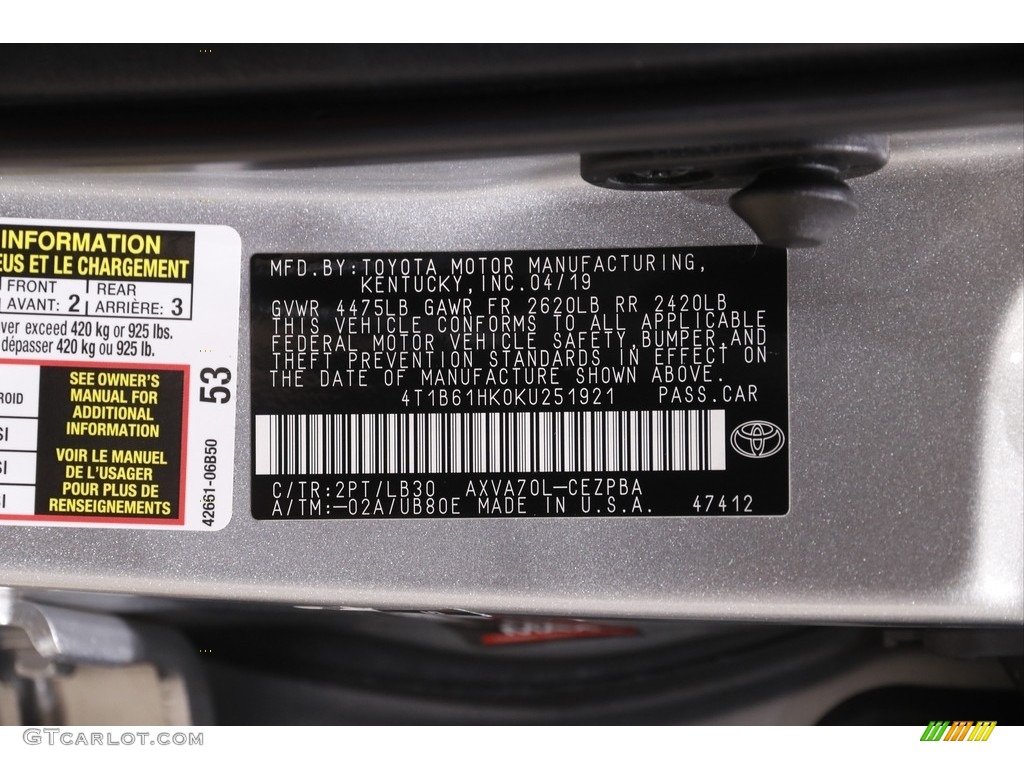 INFORMATION
EUS ET LE CHARGEMENT
FRONT REAR
AVANT: 2 ARRIÈRE: 3
ver exceed 420 kg or 925 lbs.
dépasser 420 kg ou 925 lb.
SEE OWNER'S
MANUAL FOR
ADDITIONAL
INFORMATION
VOIR LE MANUEL
DE L'USAGER
POUR PLUS DE
RENSEIGNEMENTS
53
42661-06B50
MFD.BY:TOYOTA MOTOR MANUFACTURING,
KENTUCKY,INC.04/19
GVWR 4475LB GAWR FR 2620LB RR 2420LB
THIS VEHICLE CONFORMS TO ALL APPLICABLE
FEDERAL MOTOR VEHICLE SAFETY,BUMPER,AND
THEFT PREVENTION STANDARDS IN EFFECT ON
THE DATE OF MANUFACTURE SHOWN ABOVE.
4T1B61HK0KU251921 PASS.CAR
C/TR:2PT/LB30 AXVA70L-CEZPBA
A/TM:-02A/UB80E MADE IN U.S.A. 47412
GTcarlot.com